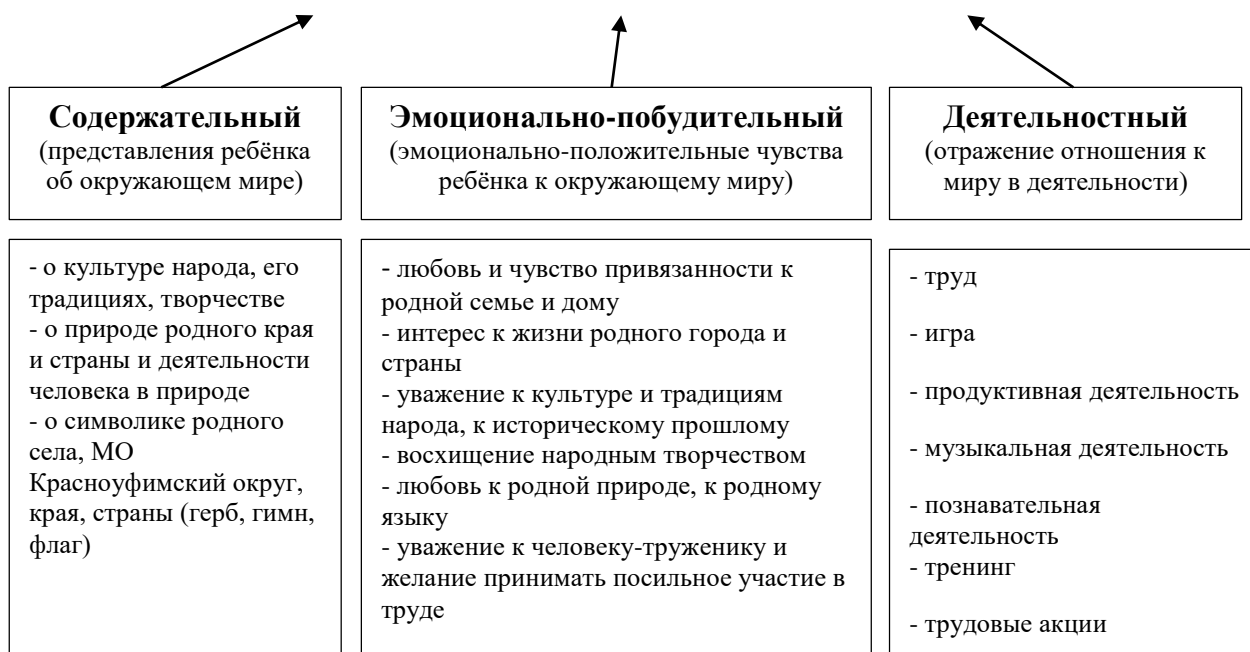 Содержательный
(представления ребёнка
об окружающем мире)
Эмоционально-побудительный
(эмоционально-положительные чувства
ребёнка к окружающему миру)
Деятельностный
(отражение отношения к
миру в деятельности)
- о культуре народа, его
традициях, творчестве
- о природе родного края
и страны и деятельности
человека в природе
- о символике родного
села, МО
Красноуфимский округ,
края, страны (герб, гимн,
флаг)
- любовь и чувство привязанности к
родной семье и дому
- интерес к жизни родного города и
страны
- уважение к культуре и традициям
народа, к историческому прошлому
- восхищение народным творчеством
- любовь к родной природе, к родному
языку
- уважение к человеку-труженику и
желание принимать посильное участие в
труде
- труд
- игра
- продуктивная деятельность
- музыкальная деятельность
- познавательная
деятельность
- тренинг
- трудовые акции